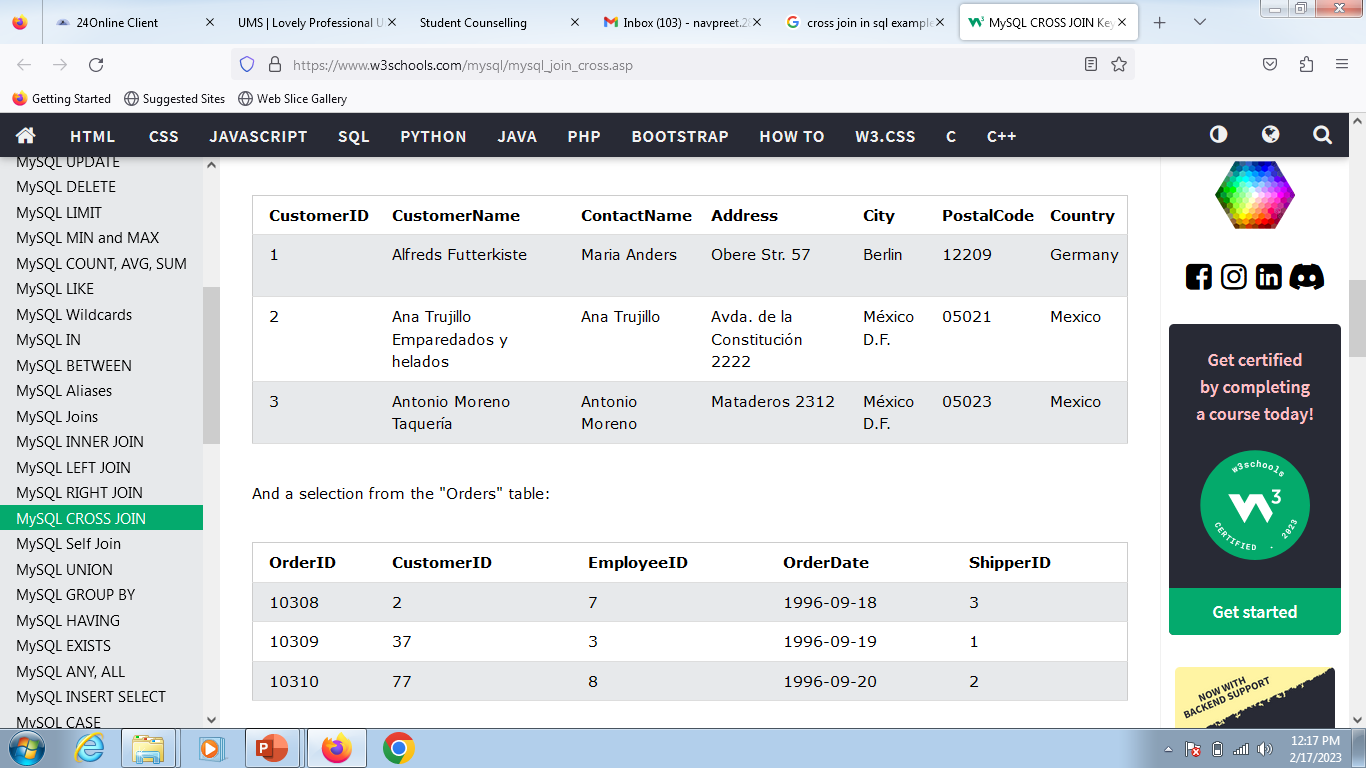 24Online Client
UMS | Lovely Professional U
Student Counselling
Inbox (103) - navpreet.28
cross join in sql example
MySQL CROSS JOIN Key
https://www.w3schools.com/mysql/mysql_join_cross.asp
Getting Started
Suggested Sites
Web Slice Gallery
HTML CSS JAVASCRIPT SQL PYTHON JAVA PHP BOOTSTRAP HOW TO W3.CSS C C++
MySQL UPDATE
MySQL DELETE
MySQL LIMIT
MySQL MIN and MAX
MySQL COUNT, AVG, SUM
MySQL LIKE
MySQL Wildcards
MySQL IN
MySQL BETWEEN
MySQL Aliases
MySQL Joins
MySQL INNER JOIN
MySQL LEFT JOIN
MySQL RIGHT JOIN
MySQL CROSS JOIN
MySQL Self Join
MySQL UNION
MySQL GROUP BY
MySQL HAVING
MySQL EXISTS
MySQL ANY, ALL
MySQL INSERT SELECT
MySQL CASE
CustomerID CustomerName ContactName Address City PostalCode Country
1 Alfreds Futterkiste Maria Anders Obere Str. 57 Berlin 12209 Germany
2 Ana Trujillo Ana Trujillo Avda. de la México 05021 Mexico
Emparedados y Constitución D.F.
helados 2222
3 Antonio Moreno Antonio Mataderos 2312 México 05023 Mexico
Taquería Moreno D.F.
And a selection from the "Orders" table:
OrderID CustomerID EmployeeID OrderDate ShipperID
10308 2 7 1996-09-18 3
10309 37 3 1996-09-19 1
10310 77 8 1996-09-20 2
Get certified
by completing
a course today!
w3schools
W3
CERTIFIED . 2023
Get started
NOW WITH
BACKEND SUPPORT
12:17 PM
2/17/2023